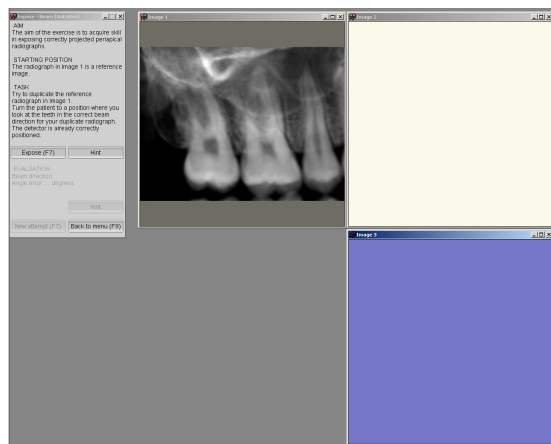 Expose - Beam [Autodisc]
AIM
The aim of the exercise is to acquire skill
in exposing correctly projected periapical
radiographs.
STARTING POSITION
The radiograph in image 1 is a reference
image.
TASK
Try to duplicate the reference
radiograph in image 1.
Turn the patient to a position where you
look at the teeth in the correct beam
direction for your duplicate radiograph.
The detector is already correctly
positioned.
Expose (F7) Hint
EVALUATION
Beam direction
Angle error ... degrees
Hint
New attempt (F7) Back to menu (F9)
Image 1
Image 2
Image 3